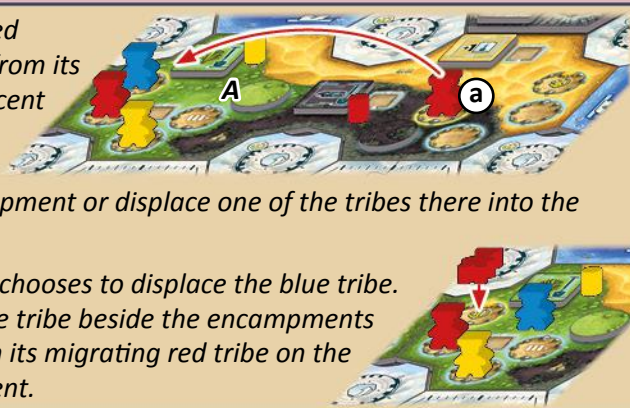 ed
from its
cent
A
a
pment or displace one of the tribes there into the
chooses to displace the blue tribe.
e tribe beside the encampments
n its migrating red tribe on the
ent.